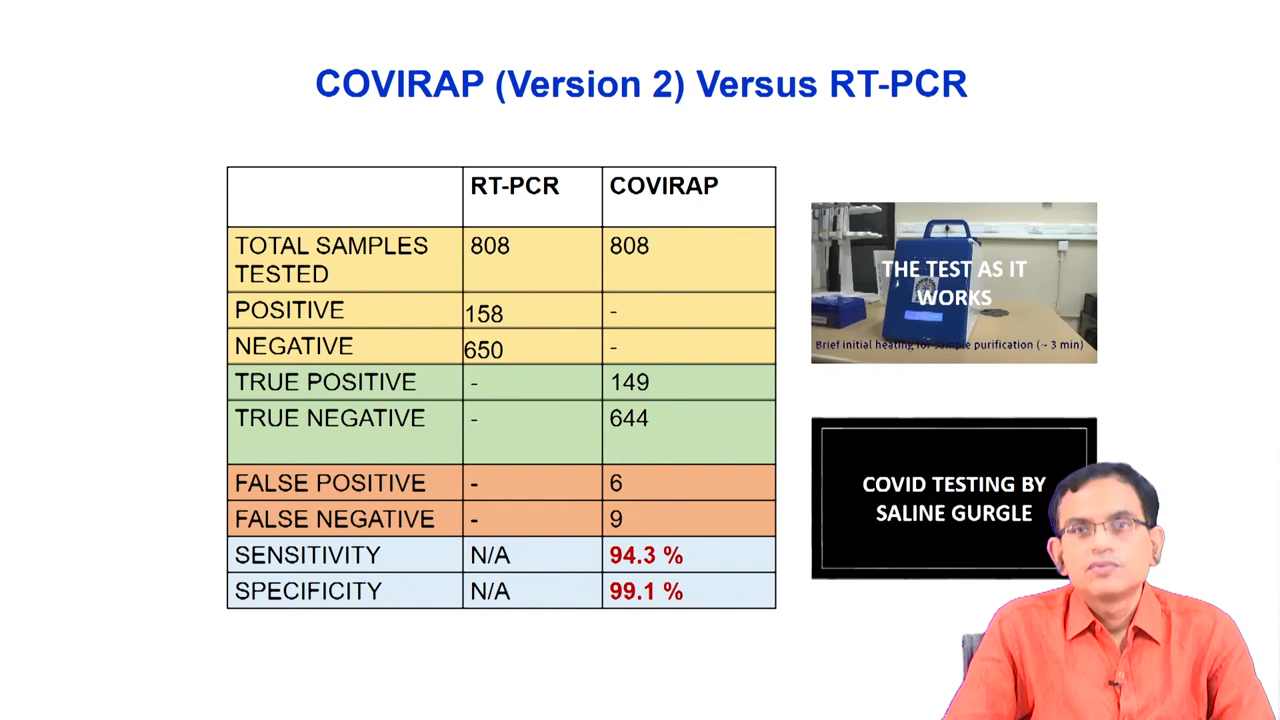 COVIRAP (Version 2) Versus RT-PCR
RT-PCR COVIRAP
TOTAL SAMPLES 808 808
TESTED
POSITIVE 158 -
NEGATIVE 650 -
TRUE POSITIVE - 149
TRUE NEGATIVE - 644
FALSE POSITIVE - 6
FALSE NEGATIVE - 9
SENSITIVITY N/A 94.3 %
SPECIFICITY N/A 99.1 %
THE TEST AS IT
WORKS
Brief initial heating for sample purification (~ 3 min)
COVID TESTING BY
SALINE GURGLE